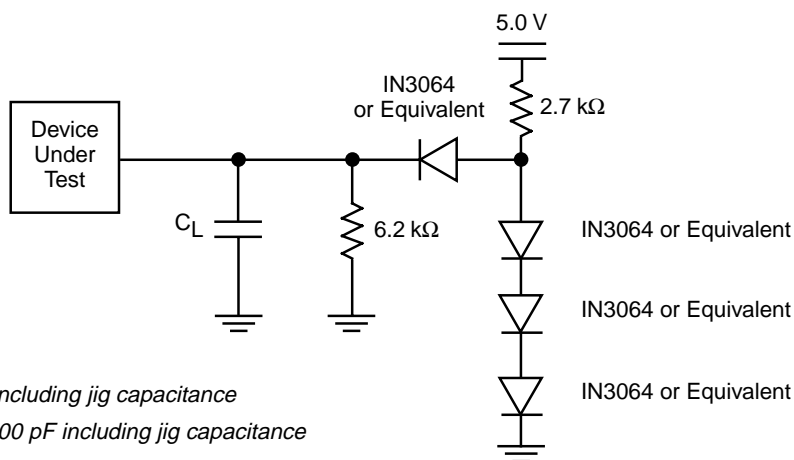 5.0 V
IN3064
or Equivalent
2.7 kΩ
Device
Under
Test
CL
6.2 kΩ
IN3064 or Equivalent
IN3064 or Equivalent
IN3064 or Equivalent
including jig capacitance
00 pF including jig capacitance